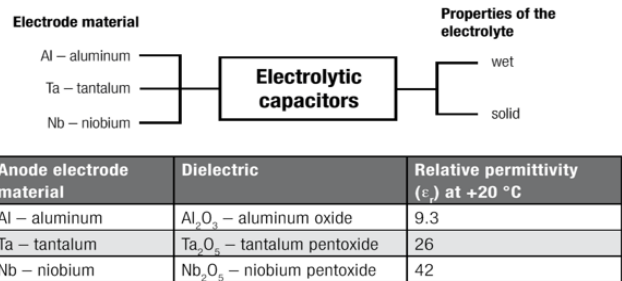 Electrode material
Al – aluminum
Ta – tantalum
Nb – niobium
Electrolytic
capacitors
Properties of the
electrolyte
wet
solid
Anode electrode
material
Dielectric
Relative permittivity
(εr) at +20 °C
Al – aluminum
Al2O3 – aluminum oxide
9.3
Ta – tantalum
Ta2O5 – tantalum pentoxide
26
Nb – niobium
Nb2O5 – niobium pentoxide
42